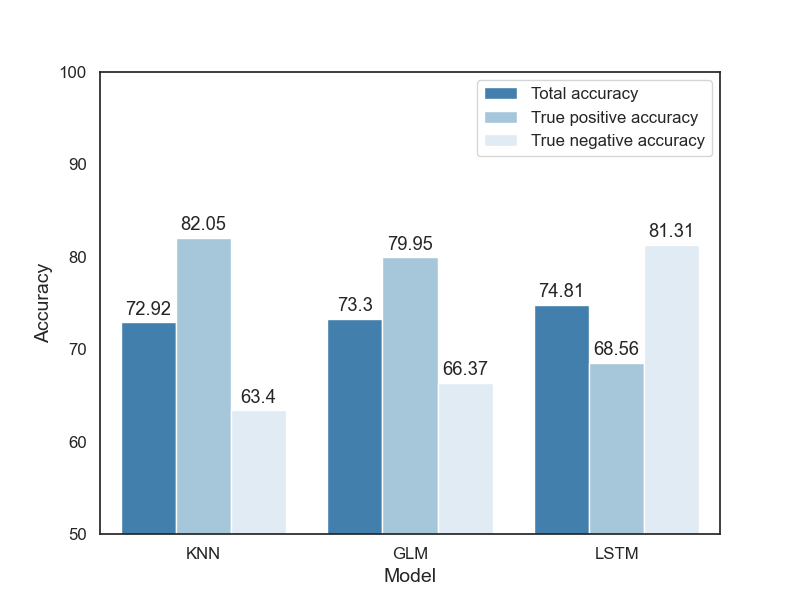 100
90
80
70
60
50
Accuracy
Total accuracy
True positive accuracy
True negative accuracy
72.92
82.05
63.4
73.3
79.95
66.37
74.81
68.56
81.31
KNN
GLM
LSTM
Model